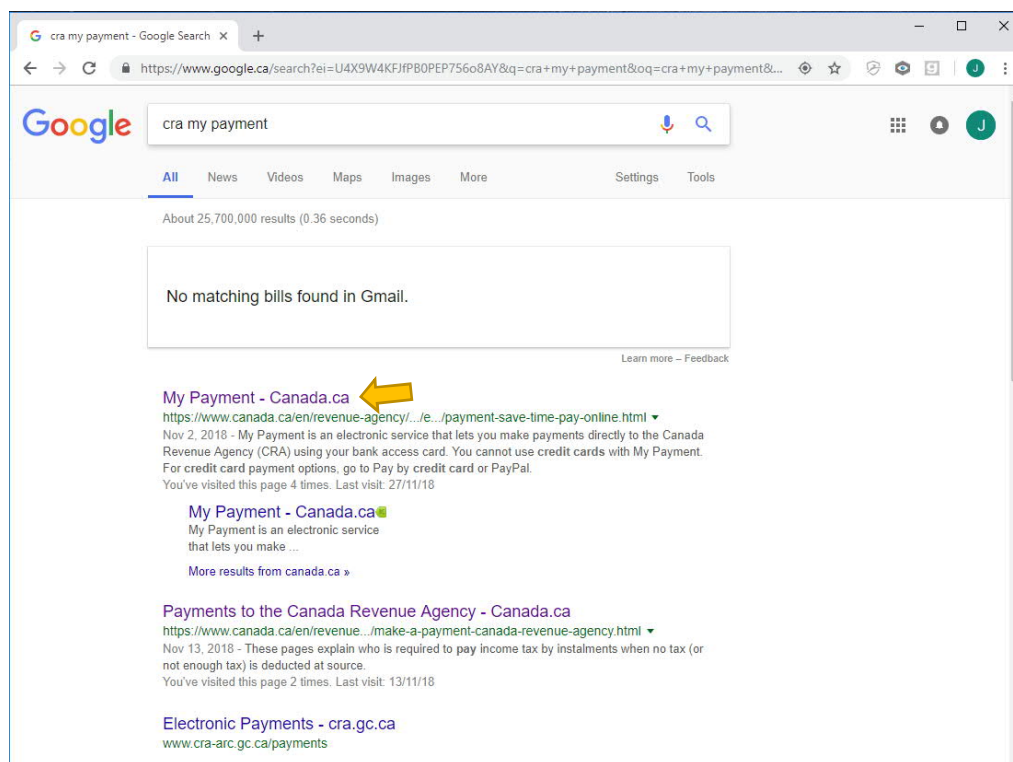 cra my payment - Google Search
https://www.google.ca/search?ei=U4X9W4KFJfPB0PEP756o8AY&q=cra+my+payment&oq=cra+my+payment&...
J
Google
cra my payment
J
All News Videos Maps Images More Settings Tools
About 25,700,000 results (0.36 seconds)
No matching bills found in Gmail.
Learn more – Feedback
My Payment - Canada.ca
https://www.canada.ca/en/revenue-agency/.../e.../payment-save-time-pay-online.html
Nov 2, 2018 - My Payment is an electronic service that lets you make payments directly to the Canada
Revenue Agency (CRA) using your bank access card. You cannot use credit cards with My Payment.
For credit card payment options, go to Pay by credit card or PayPal.
You've visited this page 4 times. Last visit: 27/11/18
My Payment - Canada.ca
My Payment is an electronic service
that lets you make ...
More results from canada.ca »
Payments to the Canada Revenue Agency - Canada.ca
https://www.canada.ca/en/revenue.../make-a-payment-canada-revenue-agency.html
Nov 13, 2018 - These pages explain who is required to pay income tax by instalments when no tax (or
not enough tax) is deducted at source.
You've visited this page 2 times. Last visit: 13/11/18
Electronic Payments - cra.gc.ca
www.cra-arc.gc.ca/payments